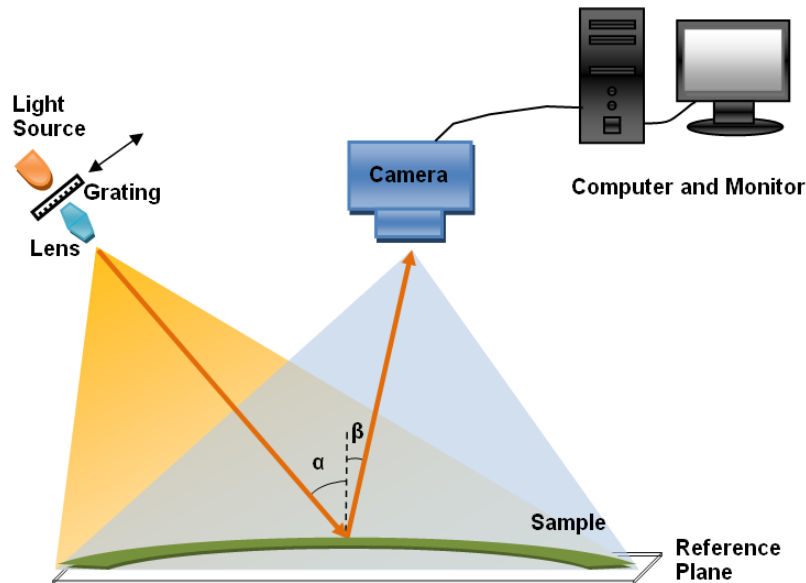 Light
Source
Grating
Lens
Camera
Computer and Monitor
α
β
Sample
Reference
Plane